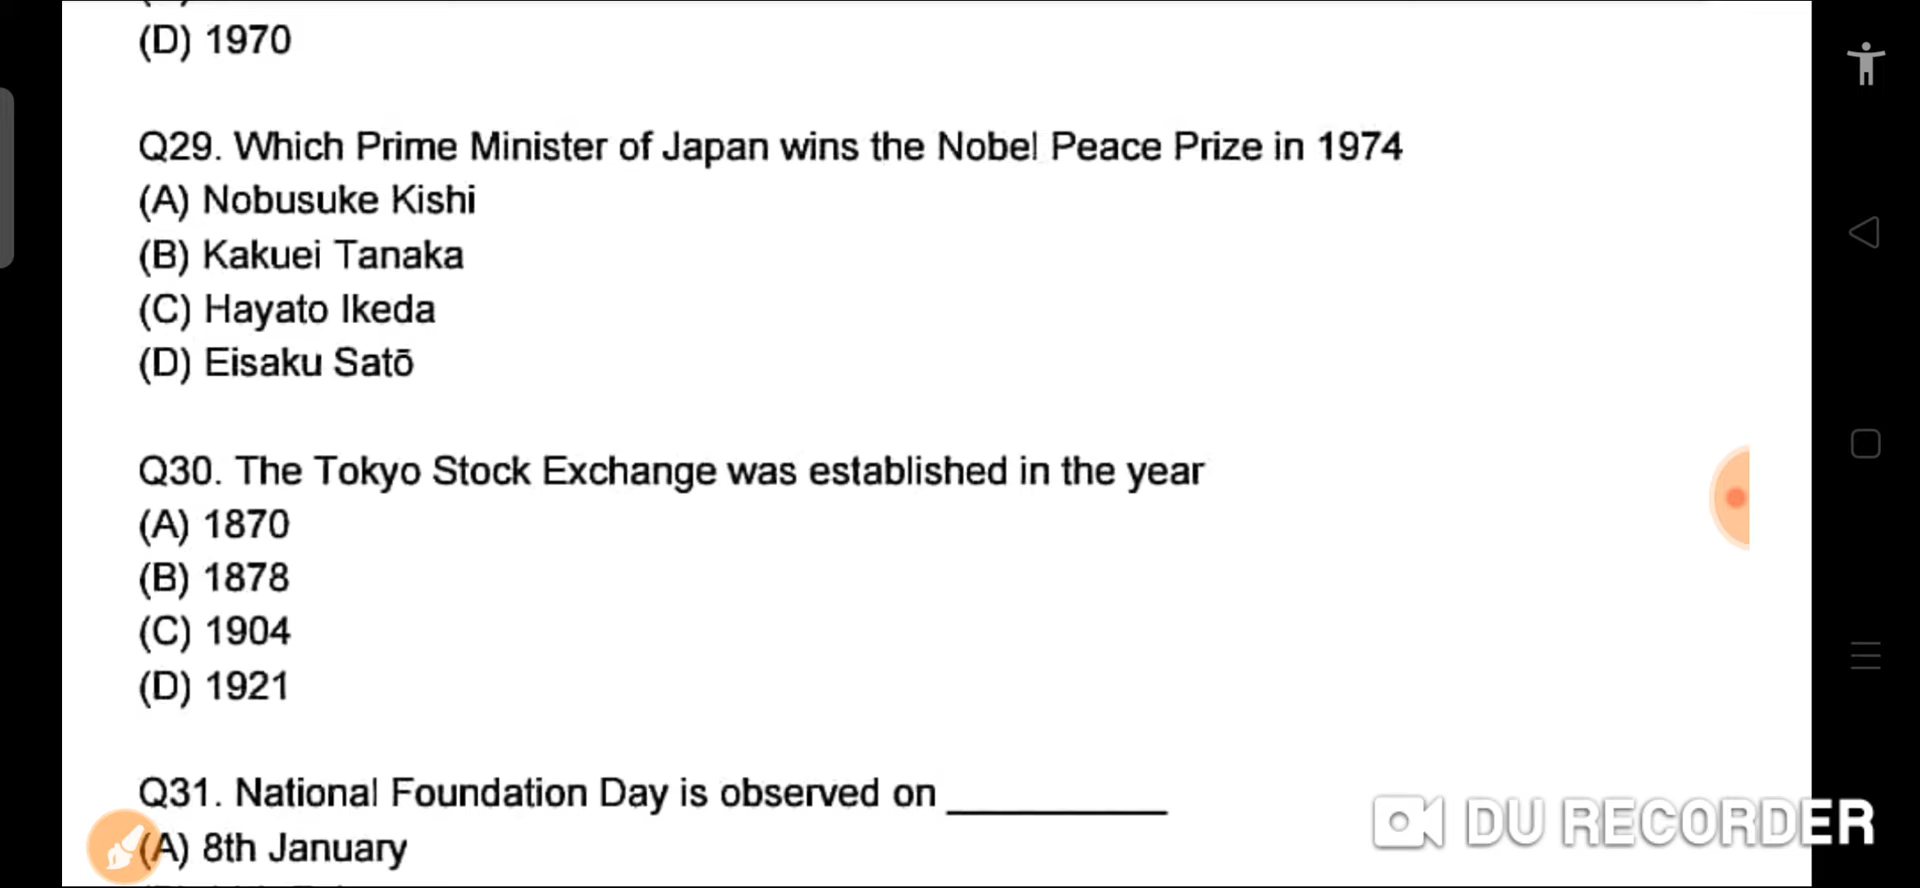 (D) 1970
Q29. Which Prime Minister of Japan wins the Nobel Peace Prize in 1974
(A) Nobusuke Kishi
(B) Kakuei Tanaka
(C) Hayato Ikeda
(D) Eisaku Satō
Q30. The Tokyo Stock Exchange was established in the year
(A) 1870
(B) 1878
(C) 1904
(D) 1921
Q31. National Foundation Day is observed on __________
(A) 8th January
DU RECORDER